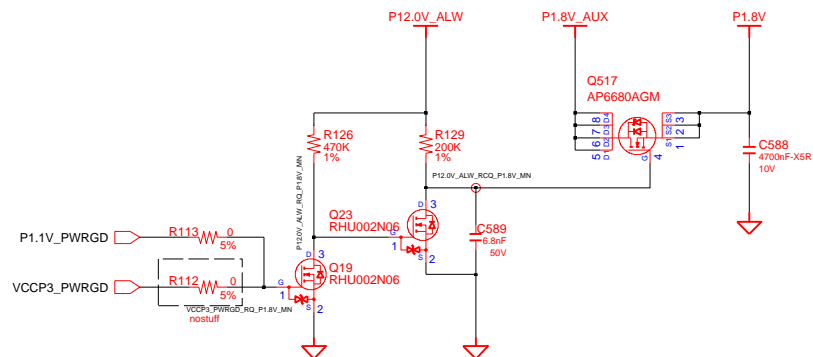 P12.0V_ALW
P1.8V_AUX
P1.8V
Q517
AP6680AGM
8 D4
7 D3
6 D2
5 D1
S3 3
S2 2
S1 1
G
4
R126
470K
1%
R129
200K
1%
C588
4700nF-X5R
10V
P12.0V_ALW_RQ_P1.8V_MN
P12.0V_ALW_RCQ_P1.8V_MN
Q23
RHU002N06
D
3
G
1
S
2
C589
6.8nF
50V
P1.1V_PWRGD
R113
0
5%
VCCP3_PWRGD
R112
0
5%
VCCP3_PWRGD_RQ_P1.8V_MN
nostuff
D
3
Q19
RHU002N06
G
1
S
2